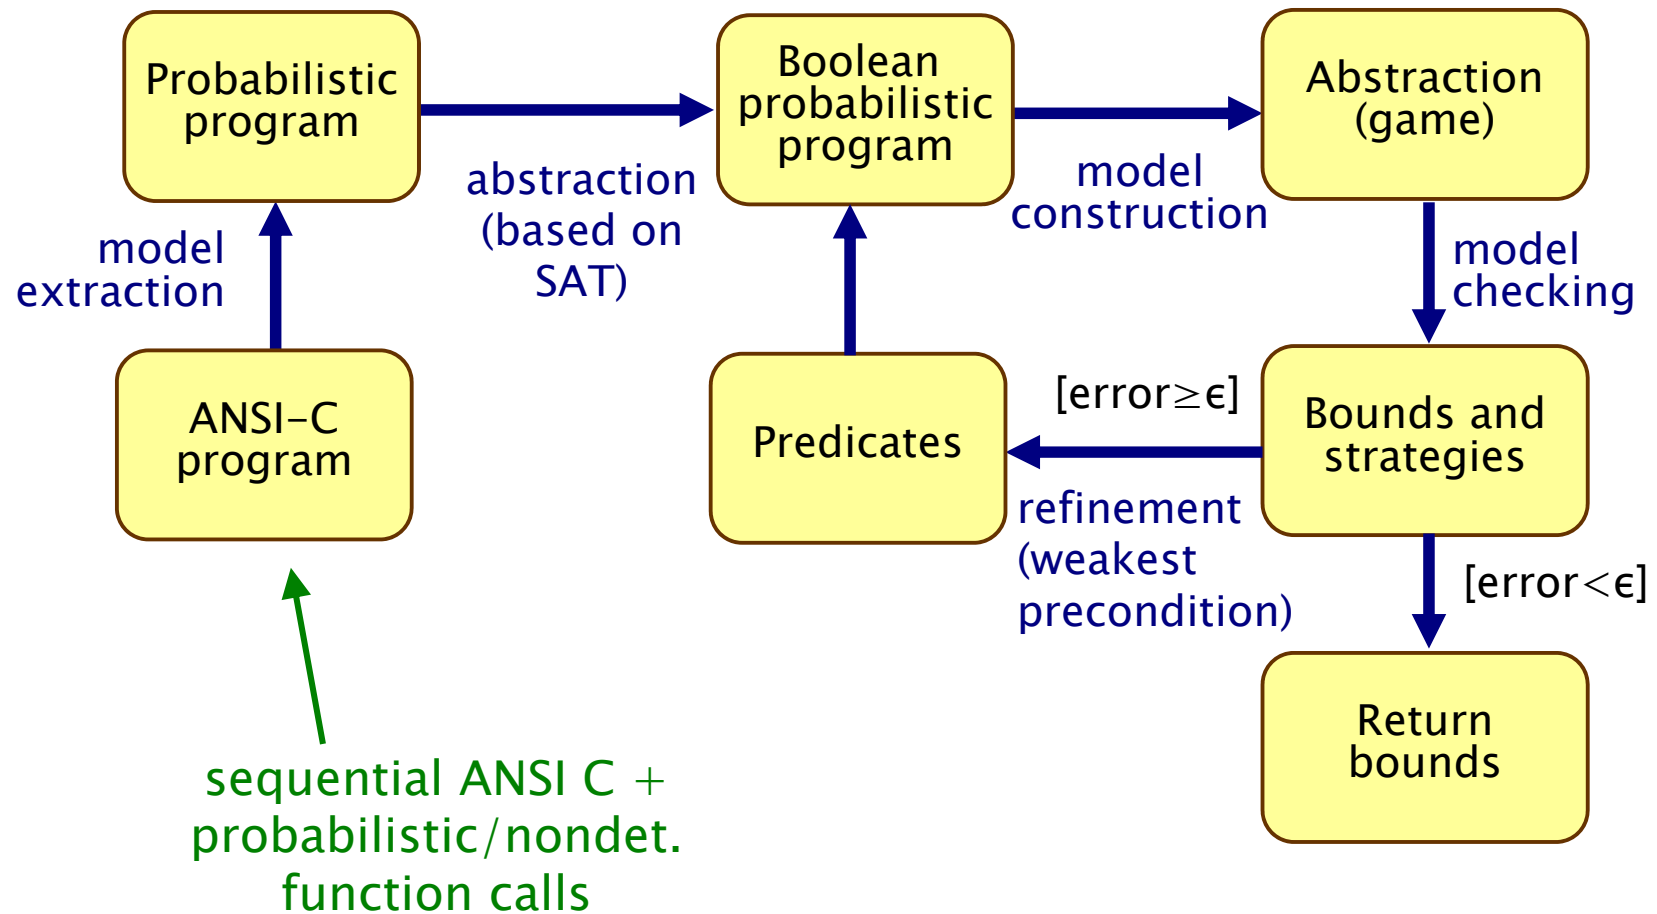 Probabilistic
program
Boolean
probabilistic
program
Abstraction
(game)
abstraction
(based on
SAT)
model
construction
model
extraction
model
checking
ANSI-C
program
Predicates
[error≥ϵ]
Bounds and
strategies
refinement
(weakest
precondition)
[error<ϵ]
Return
bounds
sequential ANSI C +
probabilistic/nondet.
function calls